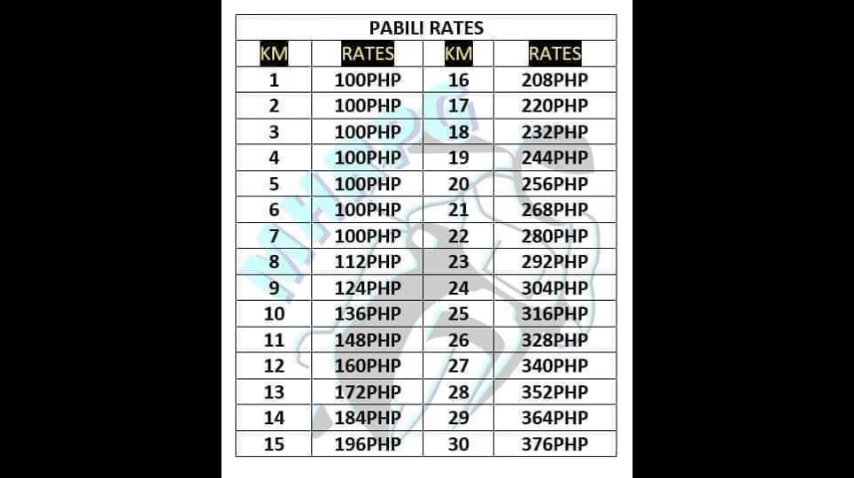 PABILI RATES
KM RATES KM RATES
1 100PHP 16 208PHP
2 100PHP 17 220PHP
3 100PHP 18 232PHP
4 100PHP 19 244PHP
5 100PHP 20 256PHP
6 100PHP 21 268PHP
7 100PHP 22 280PHP
8 112PHP 23 292PHP
9 124PHP 24 304PHP
10 136PHP 25 316PHP
11 148PHP 26 328PHP
12 160PHP 27 340PHP
13 172PHP 28 352PHP
14 184PHP 29 364PHP
15 196PHP 30 376PHP